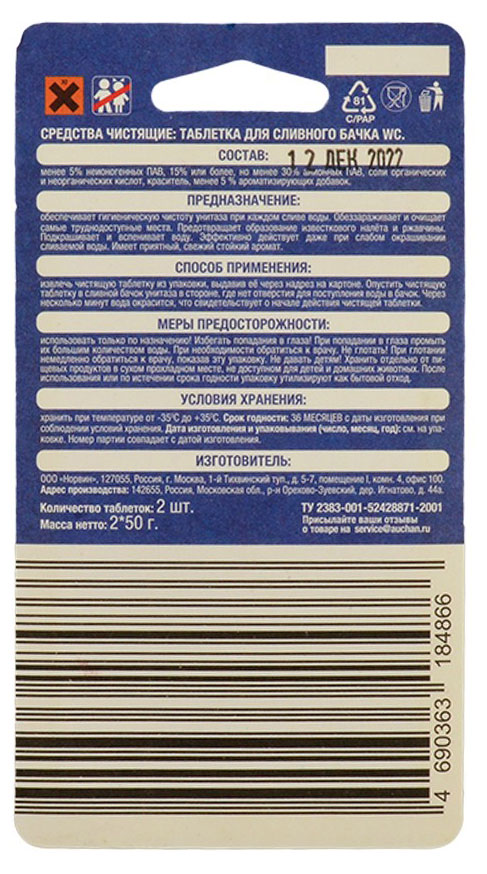 81
C/PAP
СРЕДСТВА ЧИСТЯЩИЕ: ТАБЛЕТКА ДЛЯ СЛИВНОГО БАЧКА WC.
СОСТАВ: 12 ДЕК 2022
менее 5% неионогенных ПАВ, 15% или более, но менее 30% анионных ПАВ, соли органических
и неорганических кислот, краситель, менее 5 % ароматизирующих добавок.
ПРЕДНАЗНАЧЕНИЕ:
обеспечивает гигиеническую чистоту унитаза при каждом сливе воды. Обеззараживает и очищает
самые труднодоступные места. Предотвращает образование известкового налёта и ржавчины.
Подкрашивает и вспенивает воду. Эффективно действует даже при слабом окрашивании
сливаемой воды. Имеет приятный, свежий стойкий аромат.
СПОСОБ ПРИМЕНЕНИЯ:
извлечь чистящую таблетку из упаковки, выдавив её через надрез на картоне. Опустить чистящую
таблетку в сливной бачок унитаза в стороне, где нет отверстия для поступления воды в бачок. Через
несколько минут вода окрасится, что свидетельствует о начале действия чистящей таблетки.
МЕРЫ ПРЕДОСТОРОЖНОСТИ:
использовать только по назначению! Избегать попадания в глаза! При попадании в глаза промыть
их большим количеством воды. При необходимости обратиться к врачу. Не глотать! При глотании
немедленно обратиться к врачу, показав эту упаковку. Не давать детям! Хранить отдельно от пи-
щевых продуктов в сухом прохладном месте, не доступном для детей и домашних животных. После
использования или по истечении срока годности упаковку утилизируют как бытовой отход.
УСЛОВИЯ ХРАНЕНИЯ:
хранить при температуре от -35°С до +35°С. Срок годности: 36 МЕСЯЦЕВ с даты изготовления при
соблюдении условий хранения. Дата изготовления и упаковывания (число, месяц, год): см. на упа-
ковке. Номер партии совпадает с датой изготовления.
ИЗГОТОВИТЕЛЬ:
ООО «Норвин», 127055, Россия, г. Москва, 1-й Тихвинский туп., д. 5-7, помещение I, комн. 4, офис 100.
Адрес производства: 142655, Россия, Московская обл., р-н Орехово-Зуевский, дер. Игнатово, д. 44а.
Количество таблеток: 2 ШТ.
Масса нетто: 2*50 г.
ТУ 2383-001-52428871-2001
Присылайте ваши отзывы
о товаре на service@auchan.ru
4 690363 184866